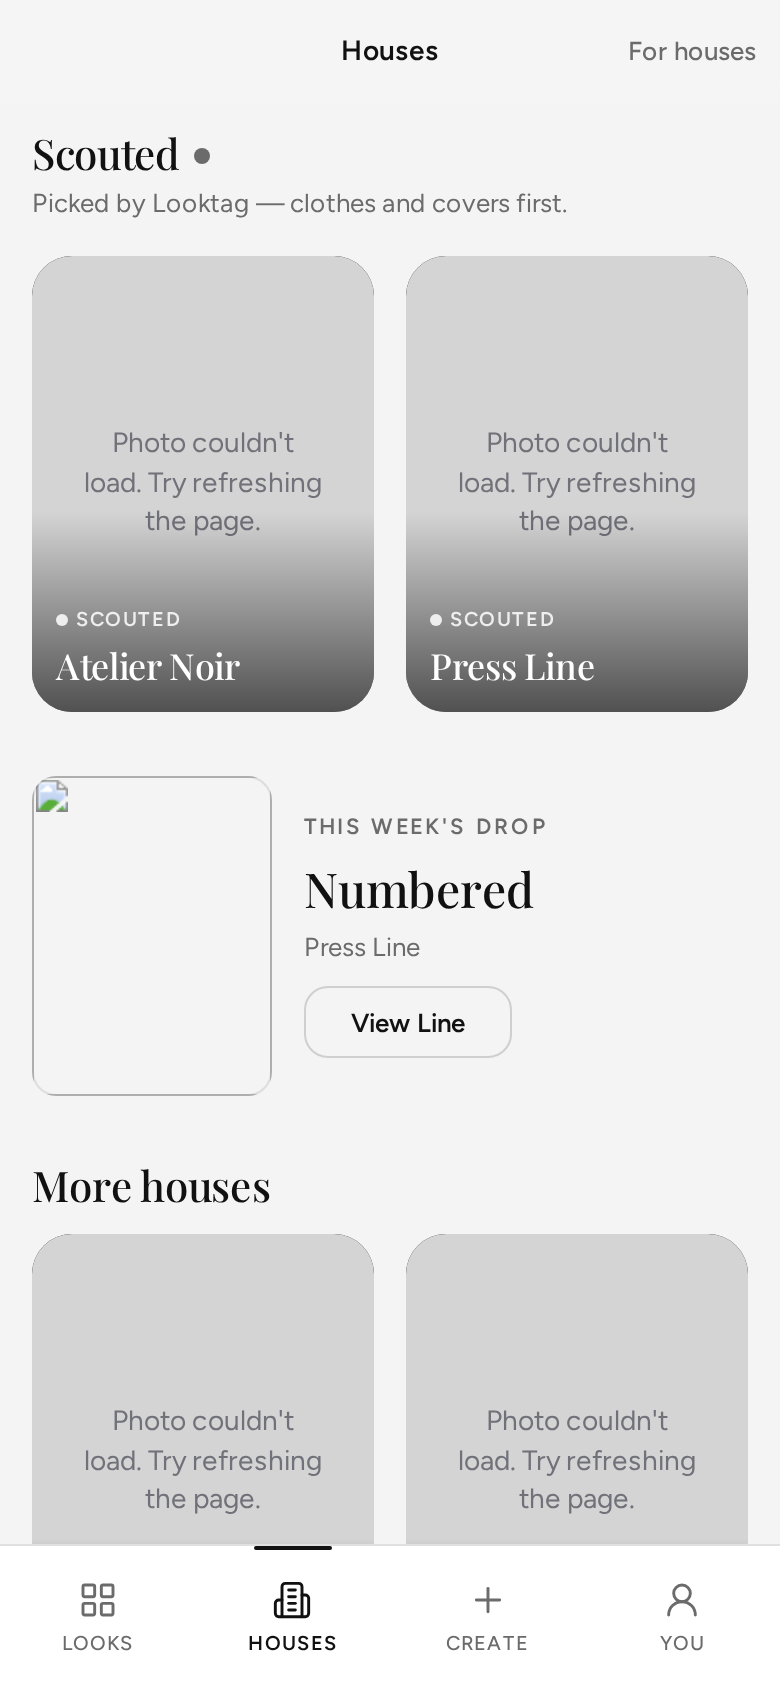 Houses
For houses
Scouted
Picked by Looktag — clothes and covers first.
Photo couldn't
load. Try refreshing
the page.
SCOUTED
Atelier Noir
Photo couldn't
load. Try refreshing
the page.
SCOUTED
Press Line
THIS WEEK'S DROP
Numbered
Press Line
View Line
More houses
Photo couldn't
load. Try refreshing
the page.
Photo couldn't
load. Try refreshing
the page.
LOOKS
HOUSES
CREATE
YOU